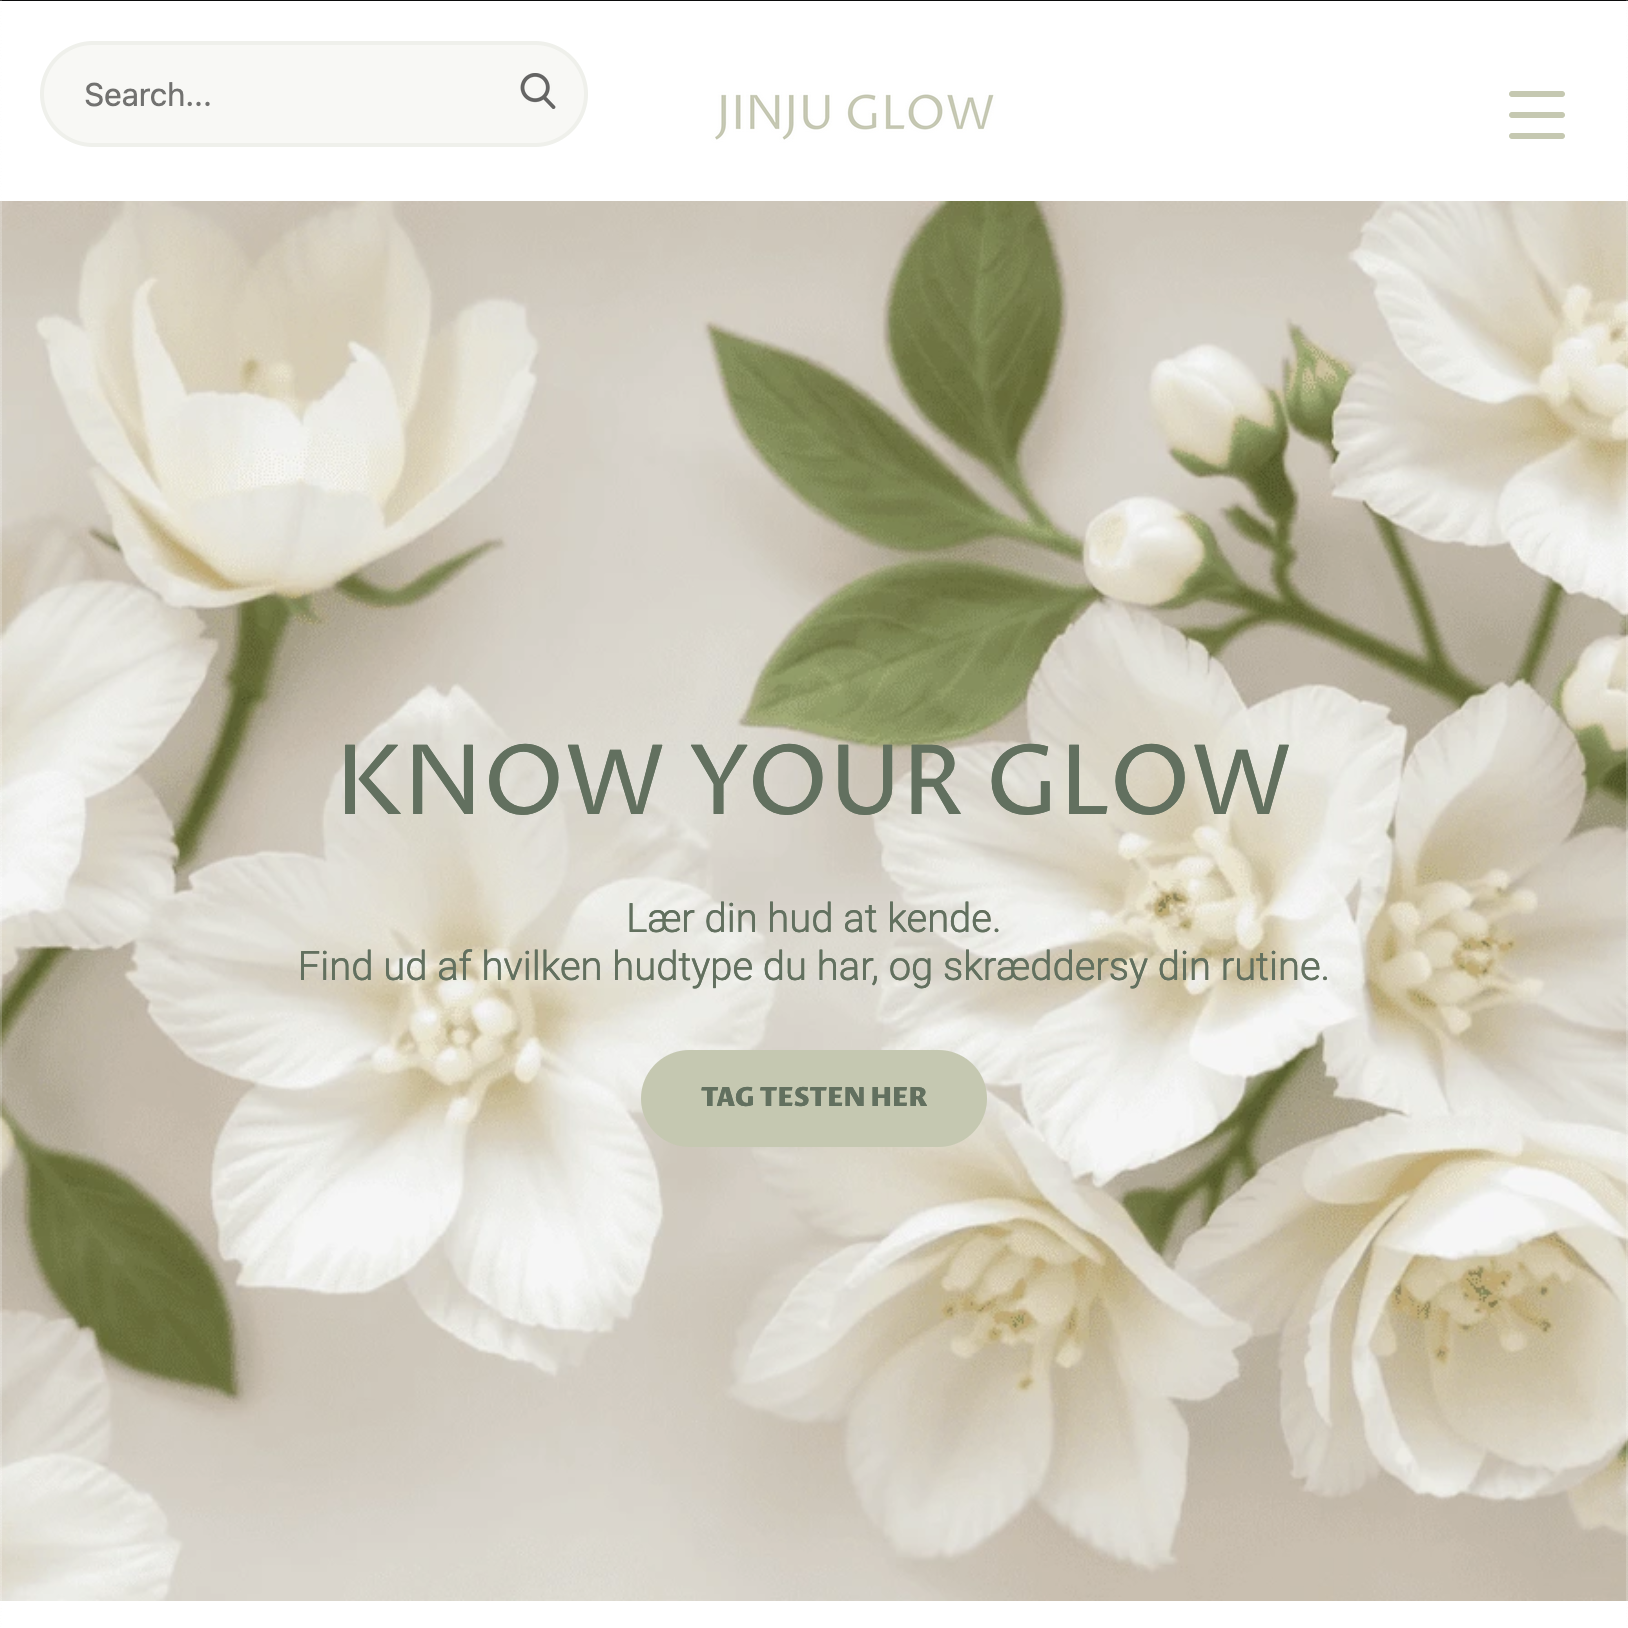 Search...
JINJU GLOW
KNOW YOUR GLOW
Lær din hud at kende.
Find ud af hvilken hudtype du har, og skræddersy din rutine.
TAG TESTEN HER